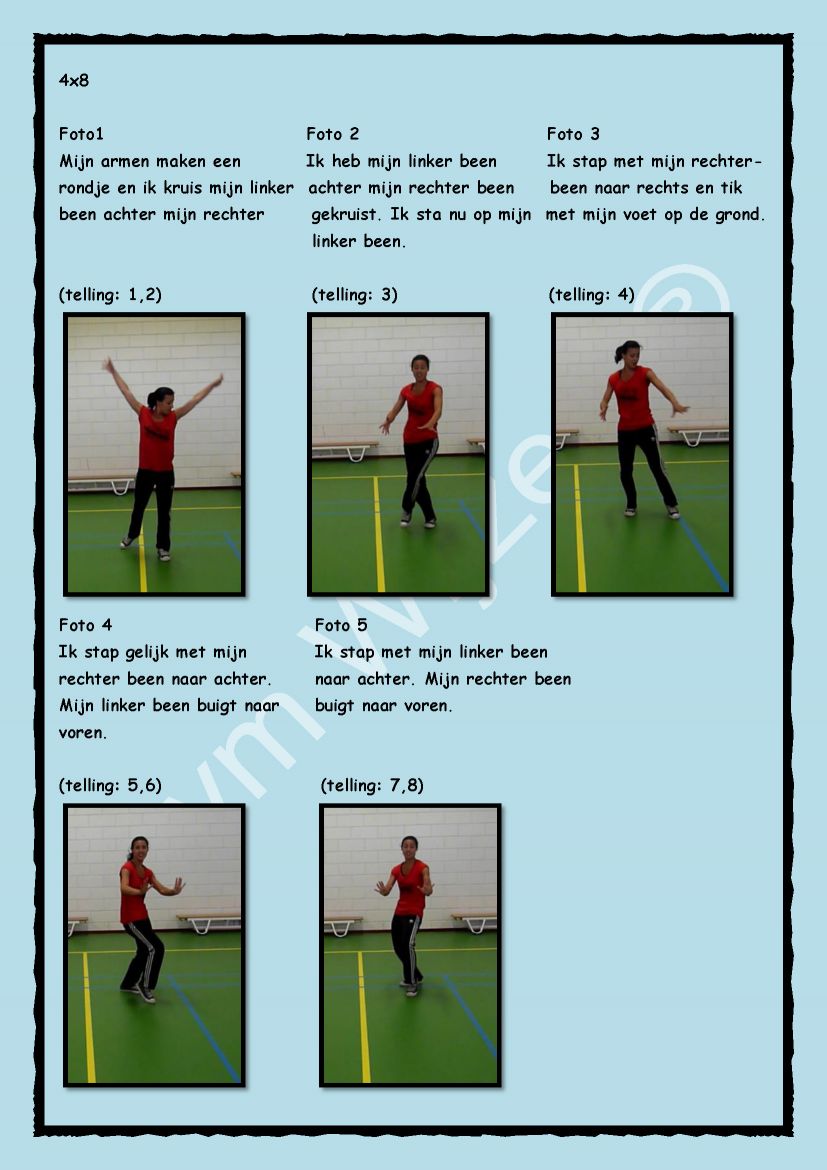 4x8
Foto1
Mijn armen maken een
rondje en ik kruis mijn linker
been achter mijn rechter
(telling: 1,2)
Foto 2
Ik heb mijn linker been
achter mijn rechter been
gekruist. Ik sta nu op mijn
linker been.
(telling: 3)
Foto 3
Ik stap met mijn rechter-
been naar rechts en tik
met mijn voet op de grond.
(telling: 4)
Foto 4
Ik stap gelijk met mijn
rechter been naar achter.
Mijn linker been buigt naar
voren.
(telling: 5,6)
Foto 5
Ik stap met mijn linker been
naar achter. Mijn rechter been
buigt naar voren.
(telling: 7,8)